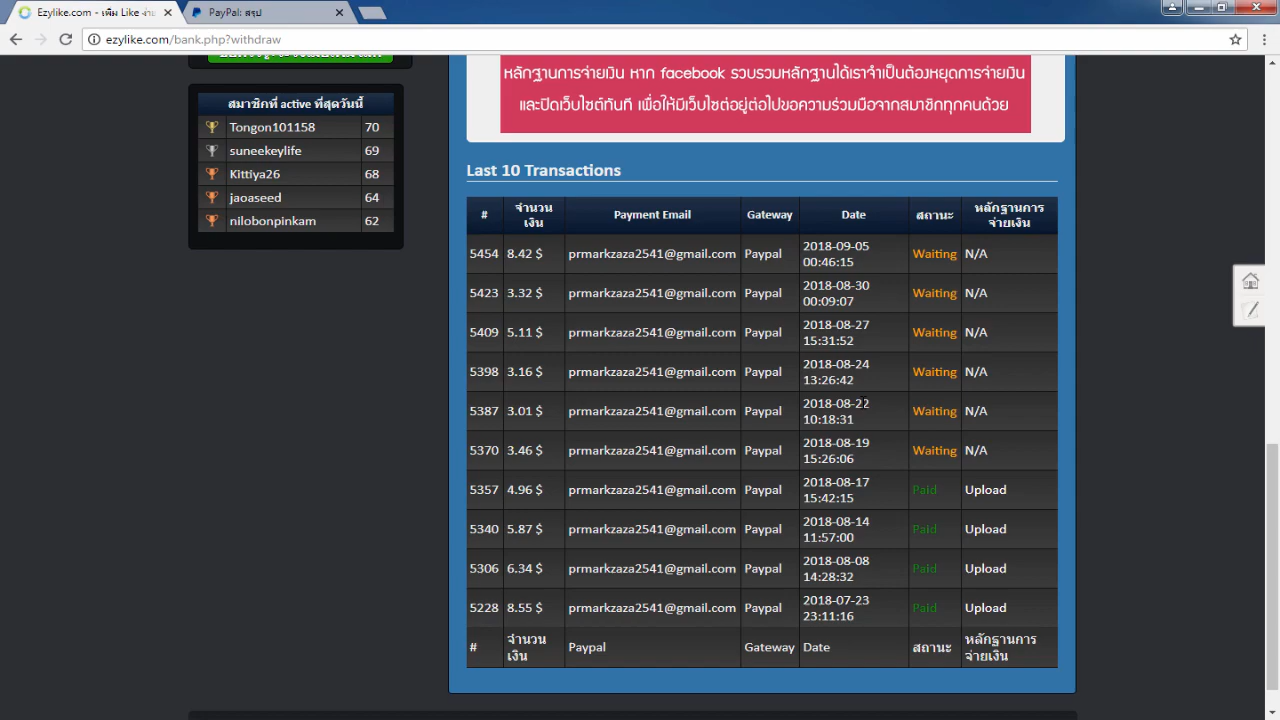 Ezylike.com - เพิ่ม Like ง่าย
PayPal: สรุป
ezylike.com/bank.php?withdraw
หลักฐานการจ่ายเงิน หาก facebook รวบรวมหลักฐานได้เราจำเป็นต้องหยุดการจ่ายเงิน
และปิดเว็บไซต์ทันที เพื่อให้มีเว็บไซต่อยู่ต่อไปขอความร่วมมือจากสมาชิกทุกคนด้วย
สมาชิกที่ active ที่สุดวันนี้
Tongon101158 70
suneekeylife 69
Kittiya26 68
jaoaseed 64
nilobonpinkam 62
Last 10 Transactions
# จำนวนเงิน Payment Email Gateway Date สถานะ หลักฐานการจ่ายเงิน
5454 8.42 $ prmarkzaza2541@gmail.com Paypal 2018-09-05 00:46:15 Waiting N/A
5423 3.32 $ prmarkzaza2541@gmail.com Paypal 2018-08-30 00:09:07 Waiting N/A
5409 5.11 $ prmarkzaza2541@gmail.com Paypal 2018-08-27 15:31:52 Waiting N/A
5398 3.16 $ prmarkzaza2541@gmail.com Paypal 2018-08-24 13:26:42 Waiting N/A
5387 3.01 $ prmarkzaza2541@gmail.com Paypal 2018-08-22 10:18:31 Waiting N/A
5370 3.46 $ prmarkzaza2541@gmail.com Paypal 2018-08-19 15:26:06 Waiting N/A
5357 4.96 $ prmarkzaza2541@gmail.com Paypal 2018-08-17 15:42:15 Paid Upload
5340 5.87 $ prmarkzaza2541@gmail.com Paypal 2018-08-14 11:57:00 Paid Upload
5306 6.34 $ prmarkzaza2541@gmail.com Paypal 2018-08-08 14:28:32 Paid Upload
5228 8.55 $ prmarkzaza2541@gmail.com Paypal 2018-07-23 23:11:16 Paid Upload
# จำนวนเงิน Paypal Gateway Date สถานะ หลักฐานการจ่ายเงิน